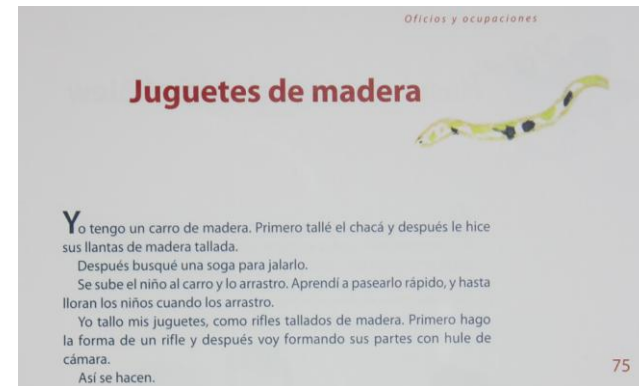 Oficios y ocupaciones
Juguetes de madera
Yo tengo un carro de madera. Primero tallé el chacá y después le hice
sus llantas de madera tallada.
Después busqué una soga para jalarlo.
Se sube el niño al carro y lo arrastro. Aprendí a pasearlo rápido, y hasta
lloran los niños cuando los arrastro.
Yo tallo mis juguetes, como rifles tallados de madera. Primero hago
la forma de un rifle y después voy formando sus partes con hule de
cámara.
Así se hacen.
75